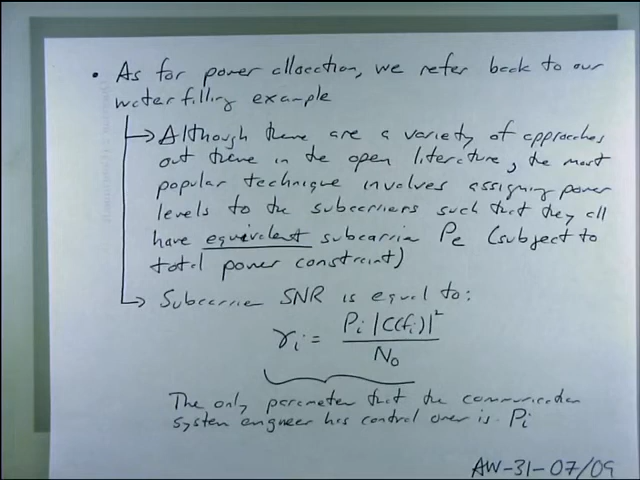 • As for power allocation, we refer back to our
waterfilling example
→ Although there are a variety of approaches
out there in the open literature, the most
popular technique involves assigning power
levels to the subcarriers such that they all
have equivalent subcarrier Pe (subject to
total power constraint)
→ Subcarrier SNR is equal to:
γi = Pi |C(fi)|² / N0
The only parameter that the communication
system engineer has control over is Pi
AW-31-07/09